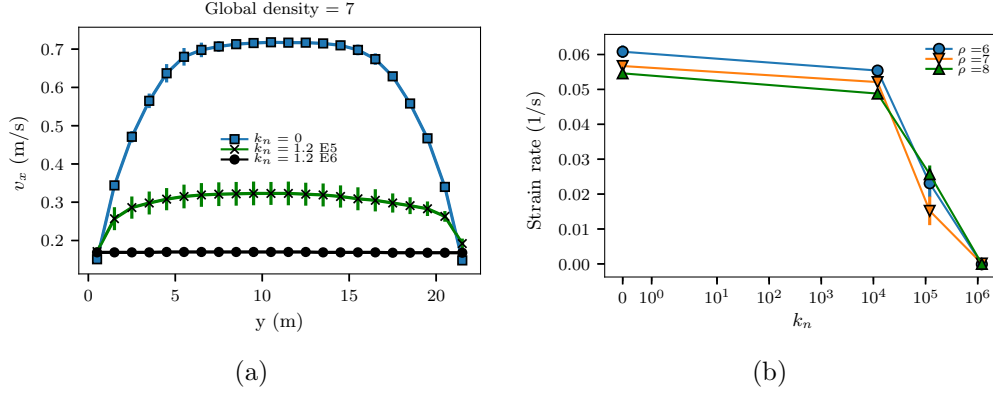 Global density = 7
0.7
0.6
0.5
0.4
0.3
0.2
v_x (m/s)
k_n = 0
k_n = 1.2 E5
k_n = 1.2 E6
0 5 10 15 20
y (m)
(a)
0.06
0.05
0.04
0.03
0.02
0.01
0.00
Strain rate (1/s)
ρ =6
ρ =7
ρ =8
0 10^0 10^1 10^2 10^3 10^4 10^5 10^6
k_n
(b)